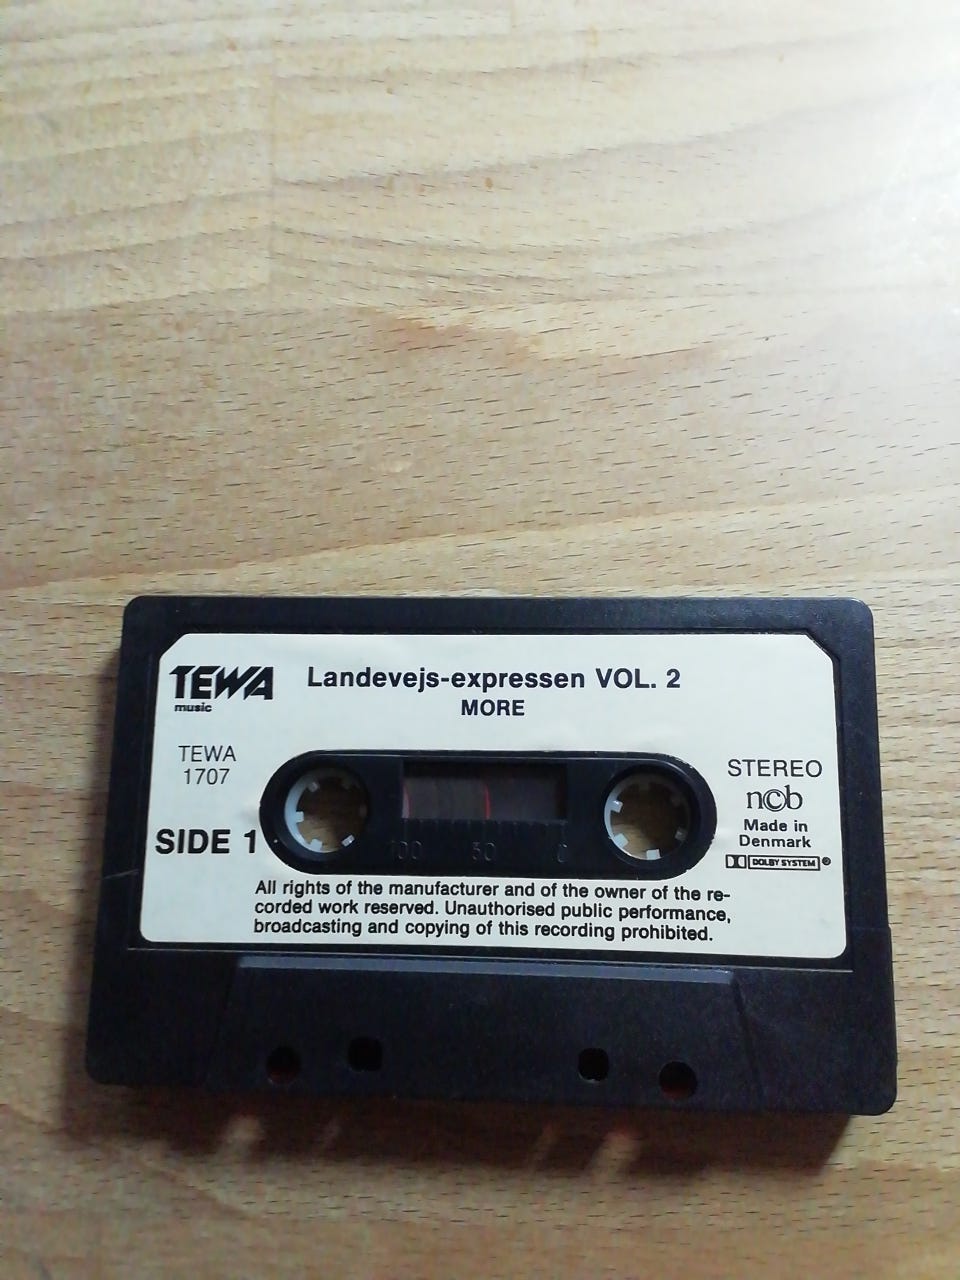 TEWA
music
Landevejs-expressen VOL. 2
MORE
TEWA
1707
SIDE 1
100 50 0
STEREO
ncb
Made in
Denmark
DOLBY SYSTEM ®
All rights of the manufacturer and of the owner of the re-
corded work reserved. Unauthorised public performance,
broadcasting and copying of this recording prohibited.